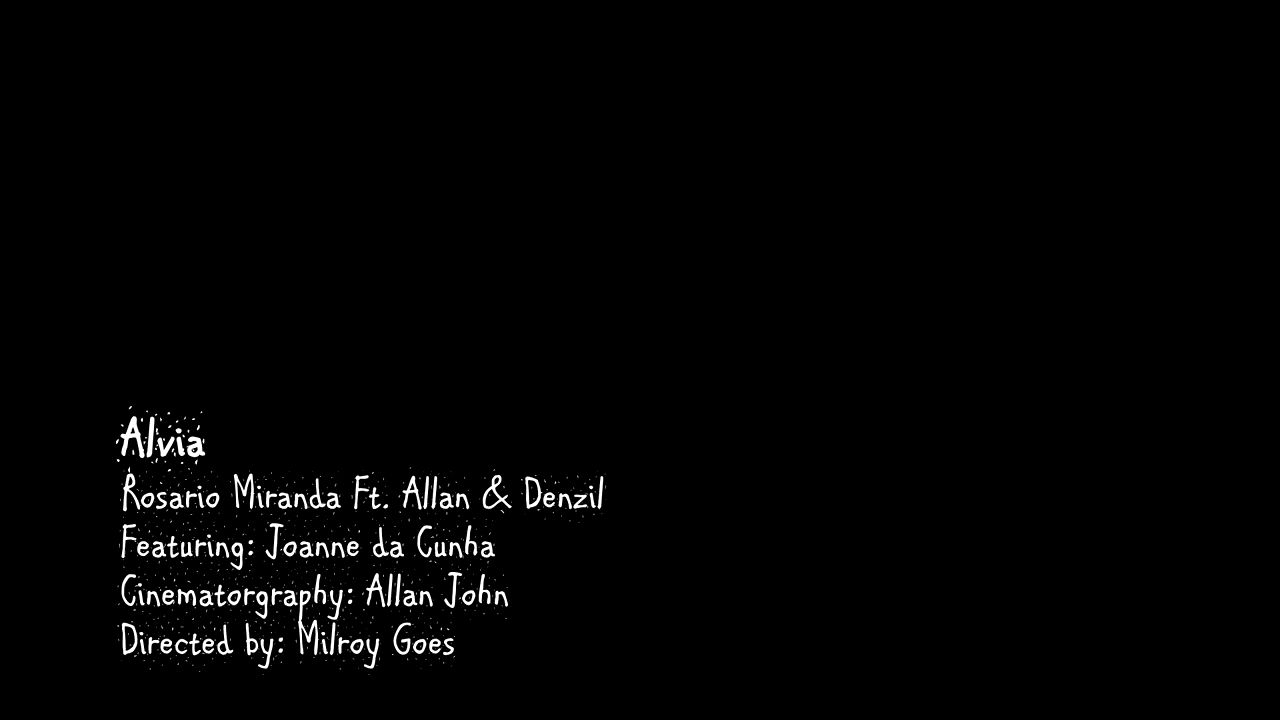 Alvia
Rosario Miranda Ft. Allan & Denzil
Featuring: Joanne da Cunha
Cinematorgraphy: Allan John
Directed by: Milroy Goes